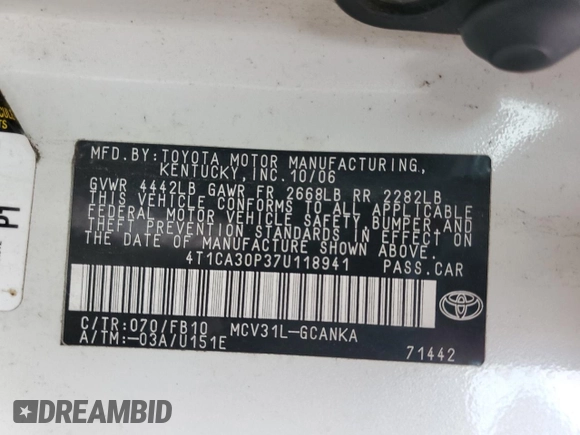 MFD.BY:TOYOTA MOTOR MANUFACTURING,
KENTUCKY, INC.10/06
GVWR 4442LB GAWR FR 2668LB RR 2282LB
THIS VEHICLE CONFORMS TO ALL APPLICABLE
FEDERAL MOTOR VEHICLE SAFETY,BUMPER,AND
THEFT PREVENTION STANDARDS IN EFFECT ON
THE DATE OF MANUFACTURE SHOWN ABOVE.
4T1CA30P37U118941 PASS.CAR
C/TR:070/FB10 MCV31L-GCANKA
A/TM:-03A/U151E
71442
TOYOTA
P1
DREAMBID